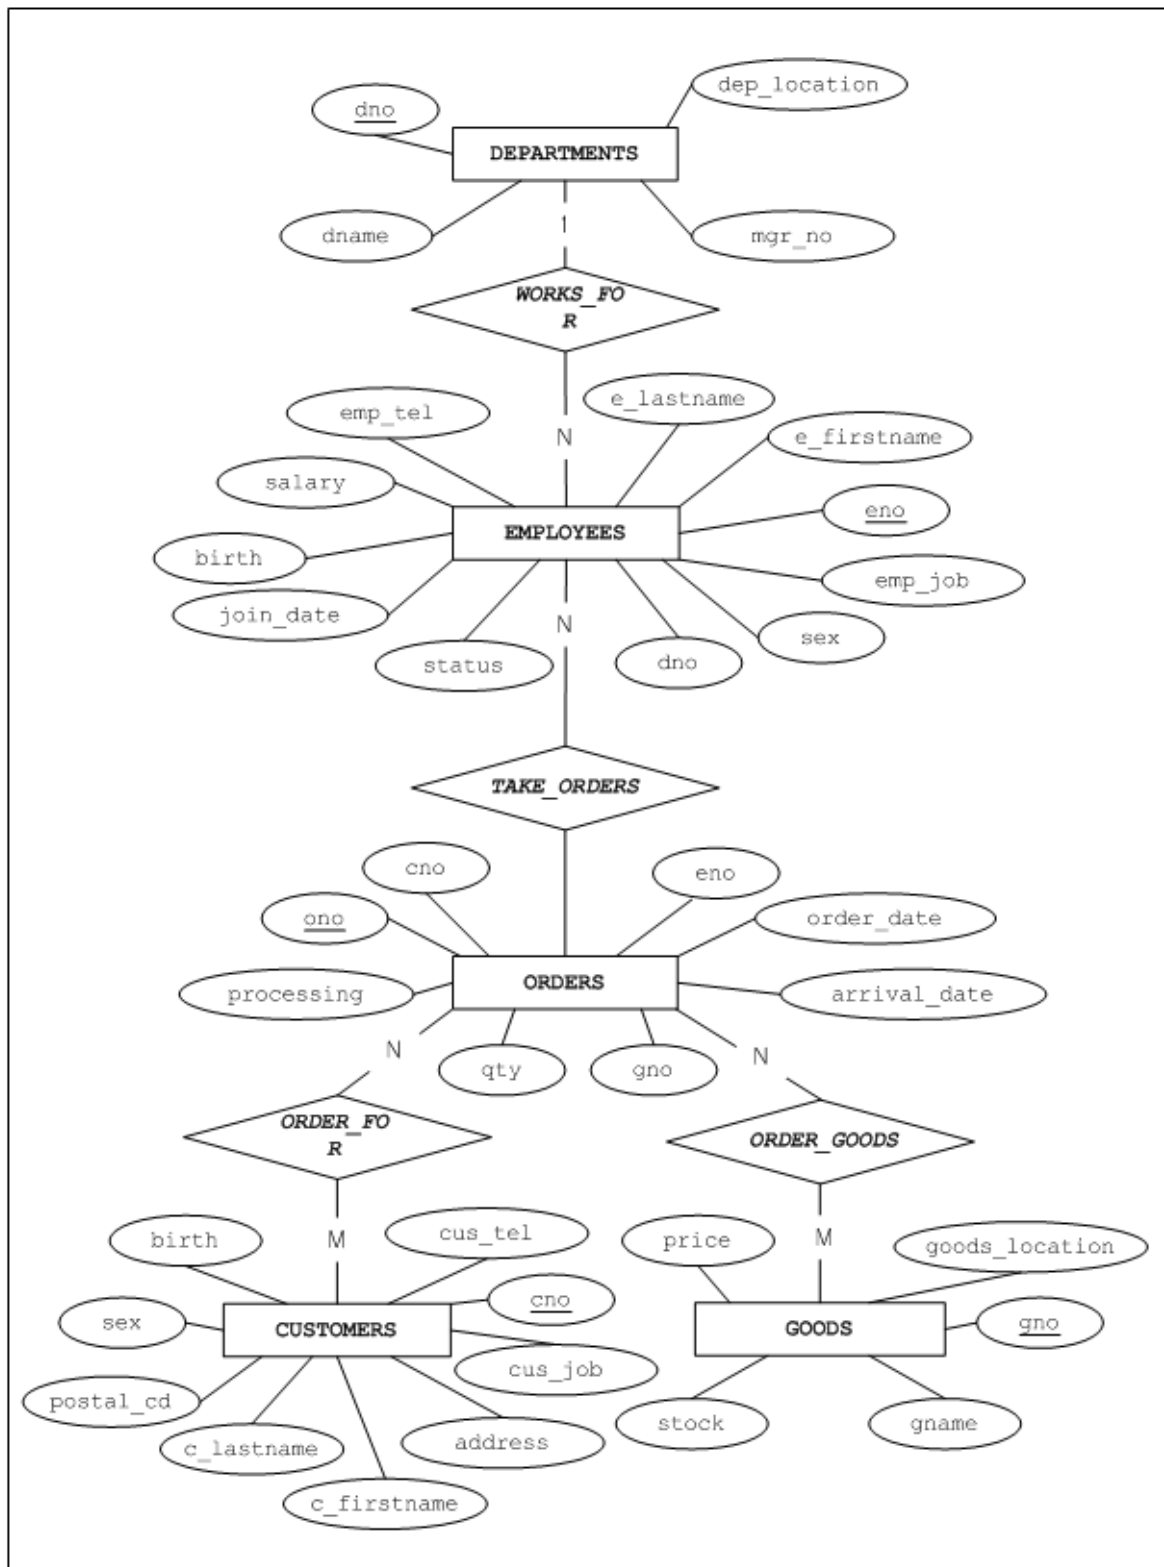 dep_location
dno
DEPARTMENTS
dname
mgr_no
1
WORKS_FO
R
e_lastname
emp_tel
e_firstname
N
salary
eno
EMPLOYEES
birth
emp_job
join_date
N
sex
status
dno
TAKE_ORDERS
cno
eno
ono
order_date
ORDERS
processing
arrival_date
N
N
qty
gno
ORDER_FO
R
ORDER_GOODS
birth
M
cus_tel
price
M
goods_location
cno
sex
CUSTOMERS
GOODS
gno
cus_job
postal_cd
stock
gname
c_lastname
address
c_firstname